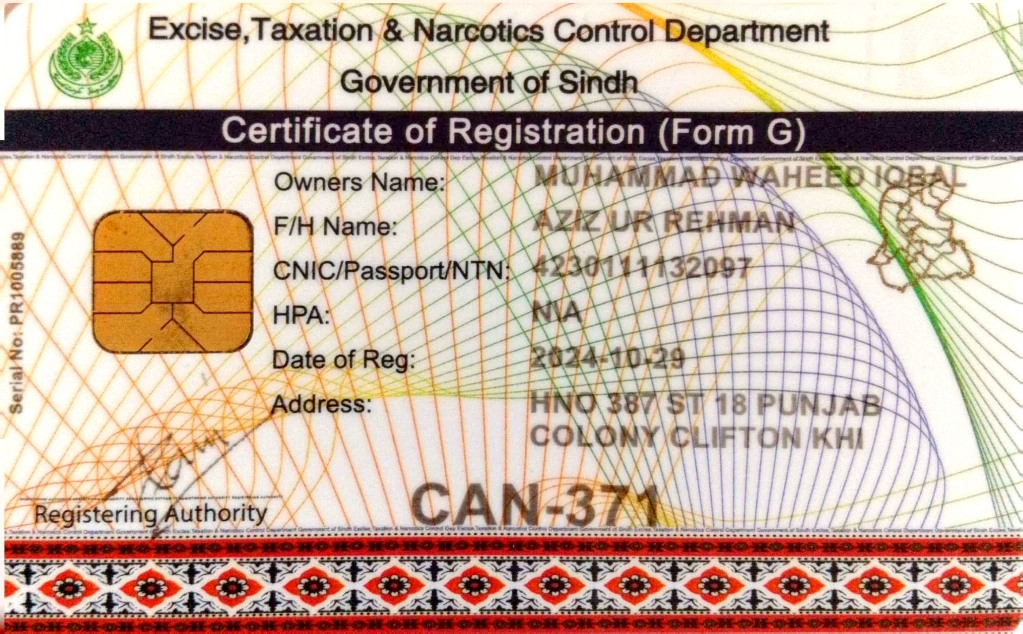 Excise,Taxation & Narcotics Control Department
Government of Sindh
Certificate of Registration (Form G)
Owners Name: MUHAMMAD WAHEED IQBAL
F/H Name: AZIZ UR REHMAN
CNIC/Passport/NTN: 4230111132097
HPA: N\A
Date of Reg: 2024-10-29
Address: HNO 387 ST 18 PUNJAB
COLONY CLIFTON KHI
Serial No: PR1005889
Registering Authority
CAN-371